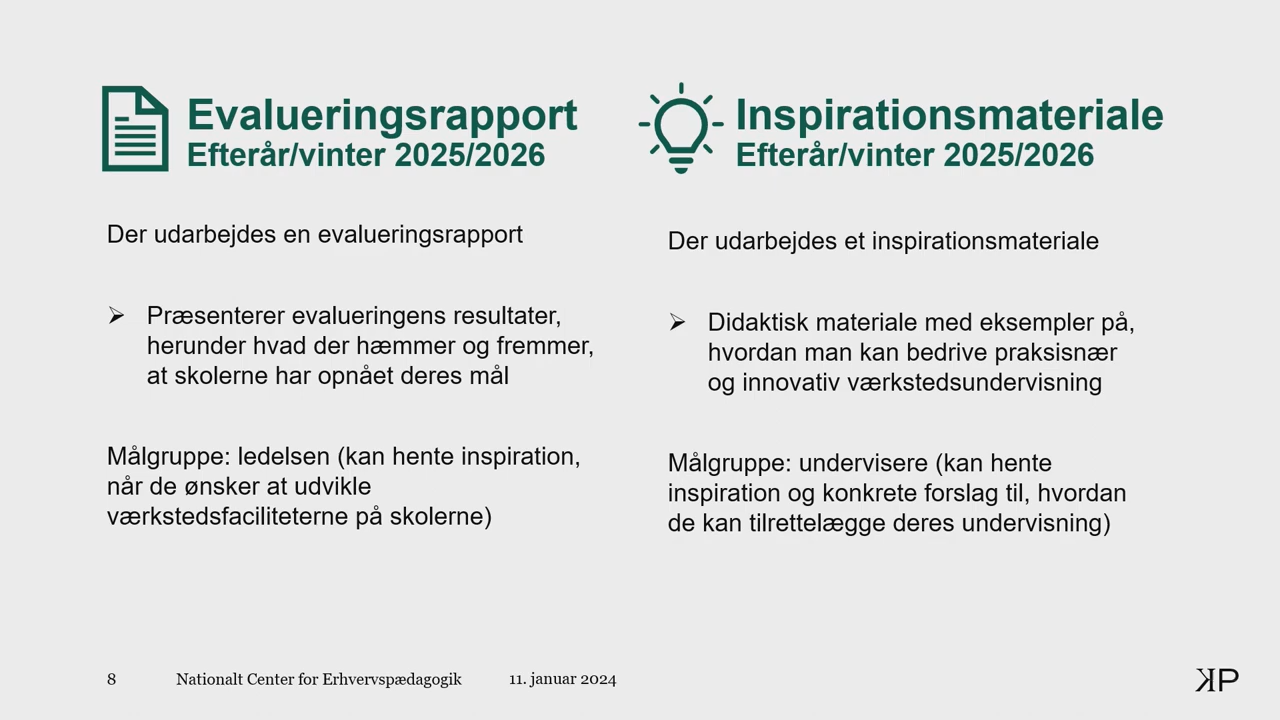 Evalueringsrapport
Efterår/vinter 2025/2026
Der udarbejdes en evalueringsrapport
Præsenterer evalueringens resultater,
herunder hvad der hæmmer og fremmer,
at skolerne har opnået deres mål
Målgruppe: ledelsen (kan hente inspiration,
når de ønsker at udvikle
værkstedsfaciliteterne på skolerne)
Inspirationsmateriale
Efterår/vinter 2025/2026
Der udarbejdes et inspirationsmateriale
Didaktisk materiale med eksempler på,
hvordan man kan bedrive praksisnær
og innovativ værkstedsundervisning
Målgruppe: undervisere (kan hente
inspiration og konkrete forslag til, hvordan
de kan tilrettelægge deres undervisning)
8 Nationalt Center for Erhvervspædagogik 11. januar 2024
KP